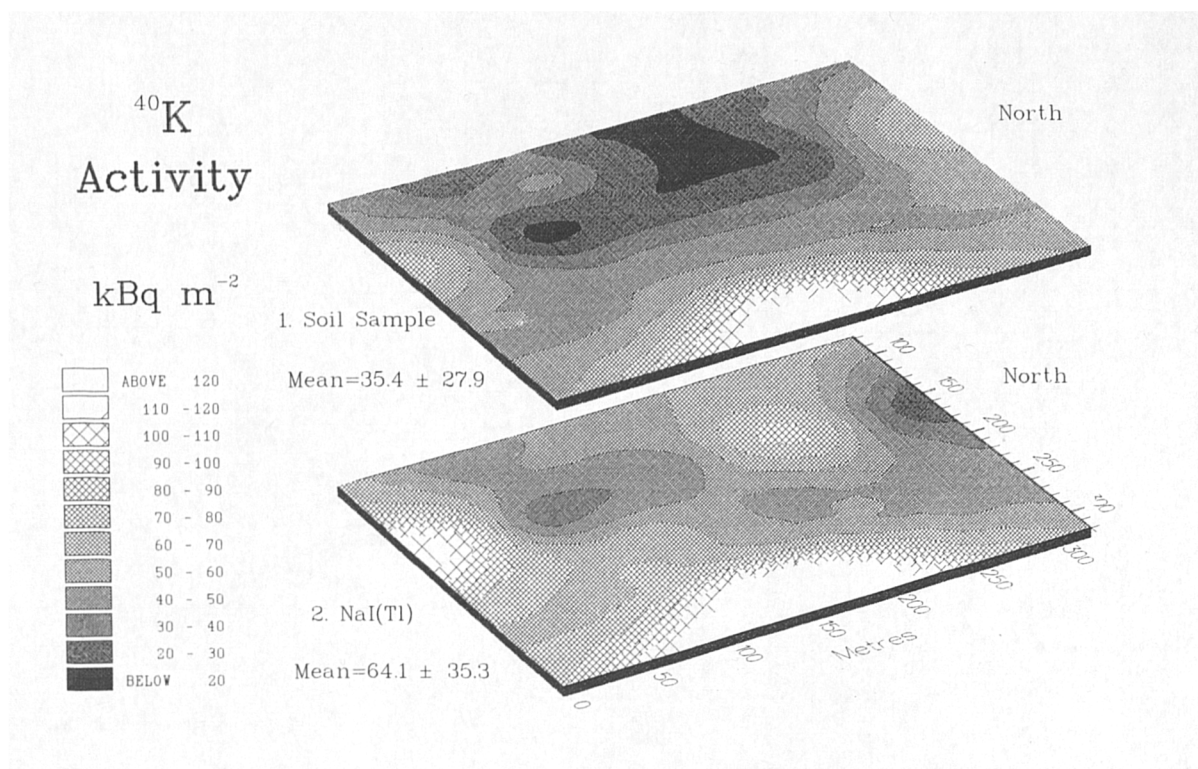 ⁴⁰K
Activity
kBq m⁻²
ABOVE 120
110 - 120
100 - 110
90 - 100
80 - 90
70 - 80
60 - 70
50 - 60
40 - 50
30 - 40
20 - 30
BELOW 20
North
1. Soil Sample
Mean=35.4 ± 27.9
North
100
150
200
250
300
2. NaI(Tl)
Mean=64.1 ± 35.3
0
50
100
150
200
250
300
Metres